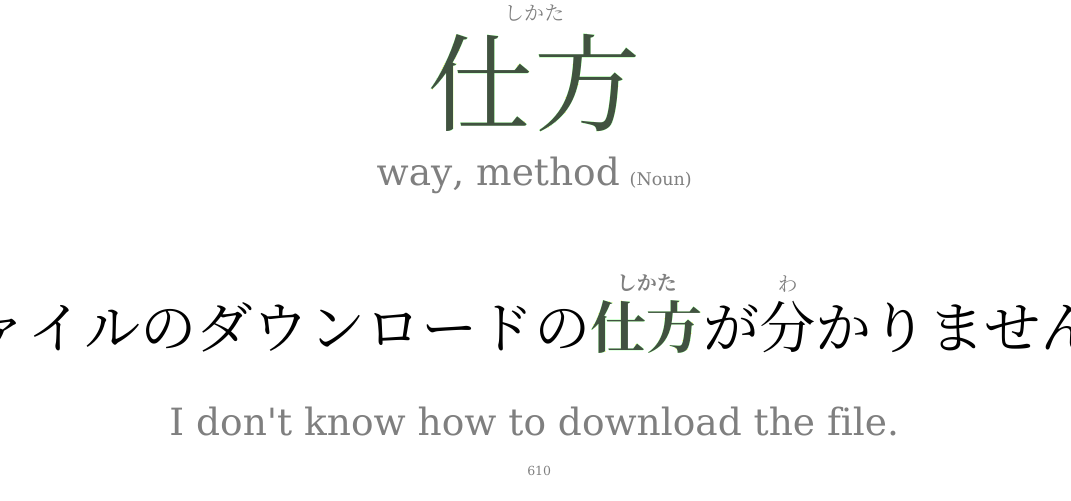 しかた
仕方
way, method (Noun)
しかた わ
ァイルのダウンロードの仕方が分かりません
I don't know how to download the file.
610